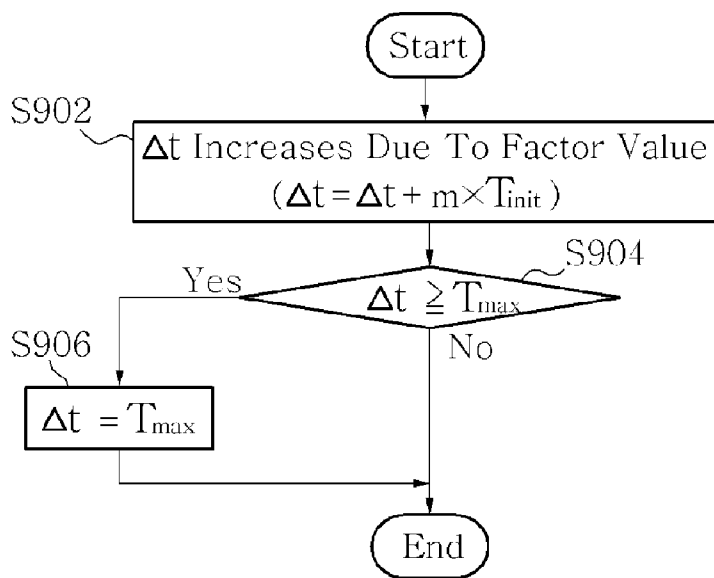 Start
S902
Δt Increases Due To Factor Value
(Δt=Δt+m×Tinit)
S904
Yes
Δt ≧ Tmax
No
S906
Δt = Tmax
End